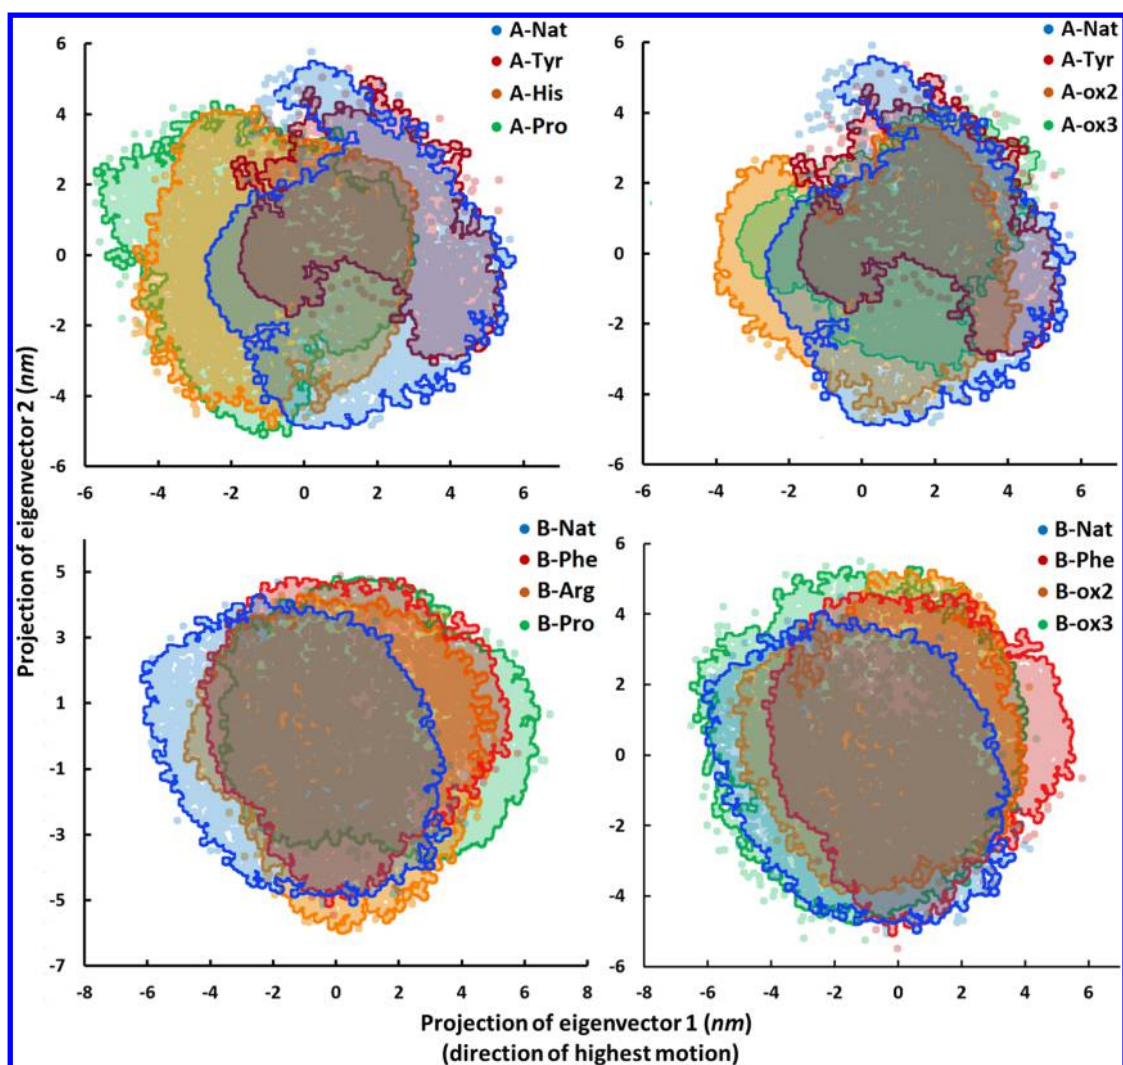 Projection of eigenvector 2 (nm)
6
4
2
0
-2
-4
-6
-6 -4 -2 0 2 4 6
A-Nat
A-Tyr
A-His
A-Pro
6
4
2
0
-2
-4
-6
-6 -4 -2 0 2 4 6
A-Nat
A-Tyr
A-ox2
A-ox3
5
3
1
-1
-3
-5
-7
-8 -6 -4 -2 0 2 4 6 8
B-Nat
B-Phe
B-Arg
B-Pro
6
4
2
0
-2
-4
-6
-8 -6 -4 -2 0 2 4 6
B-Nat
B-Phe
B-ox2
B-ox3
Projection of eigenvector 1 (nm)
(direction of highest motion)